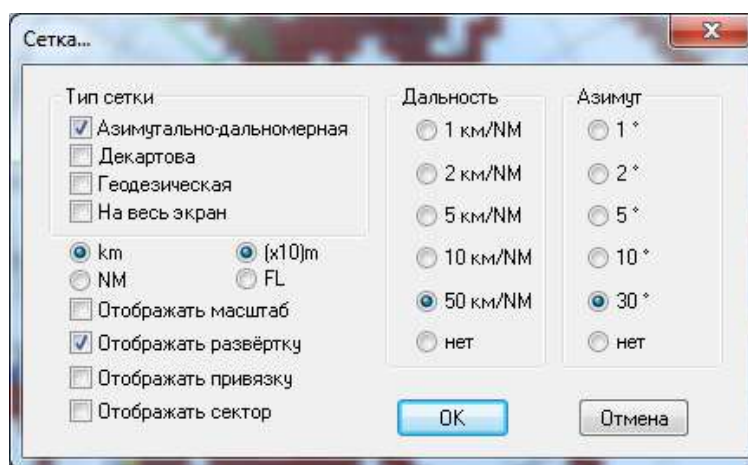 Сетка...
Тип сетки
Азимутально-дальномерная
Декартова
Геодезическая
На весь экран
km
(x10)m
NM
FL
Отображать масштаб
Отображать развёртку
Отображать привязку
Отображать сектор
Дальность
1 км/NM
2 км/NM
5 км/NM
10 км/NM
50 км/NM
нет
Азимут
1 °
2 °
5 °
10 °
30 °
нет
OK
Отмена